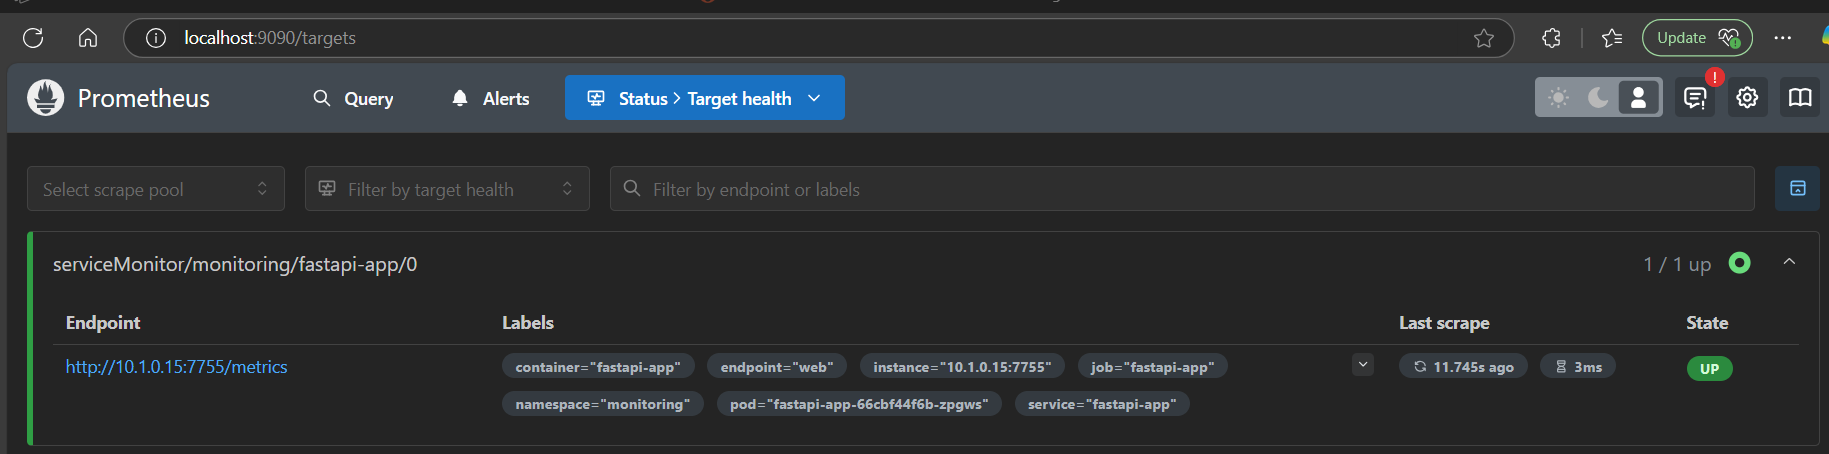 localhost:9090/targets
Update
Prometheus
Query
Alerts
Status > Target health
!
Select scrape pool
Filter by target health
Filter by endpoint or labels
serviceMonitor/monitoring/fastapi-app/0
1 / 1 up
Endpoint Labels Last scrape State
http://10.1.0.15:7755/metrics container="fastapi-app" endpoint="web" instance="10.1.0.15:7755" job="fastapi-app" 11.745s ago 3ms UP
namespace="monitoring" pod="fastapi-app-66cbf44f6b-zpgws" service="fastapi-app"